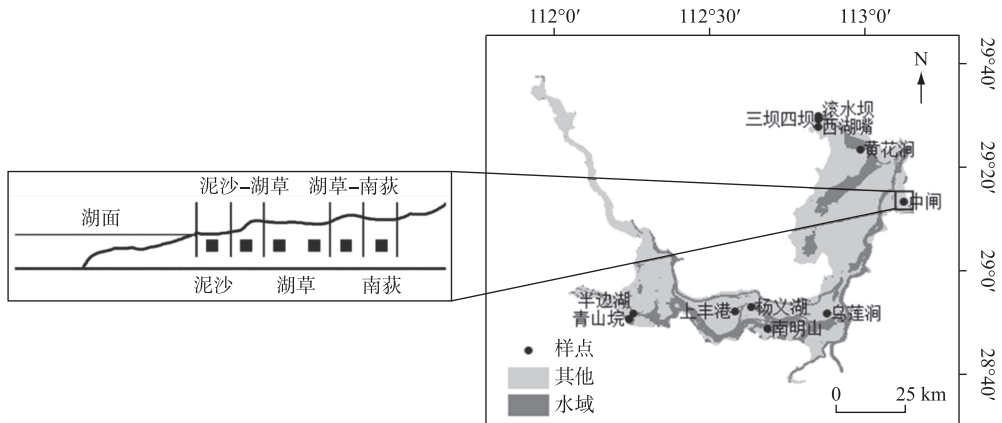 112°0′ 112°30′ 113°0′
N
29°40′
滚水坝
三坝四坝
西湖嘴
黄花涧
29°20′
泥沙-湖草 湖草-南荻
湖面
中闸
泥沙 湖草 南荻
29°0′
半边湖
青山垸
上丰港
杨义湖
南明山
乌莲涧
样点
其他
水域
28°40′
0 25 km